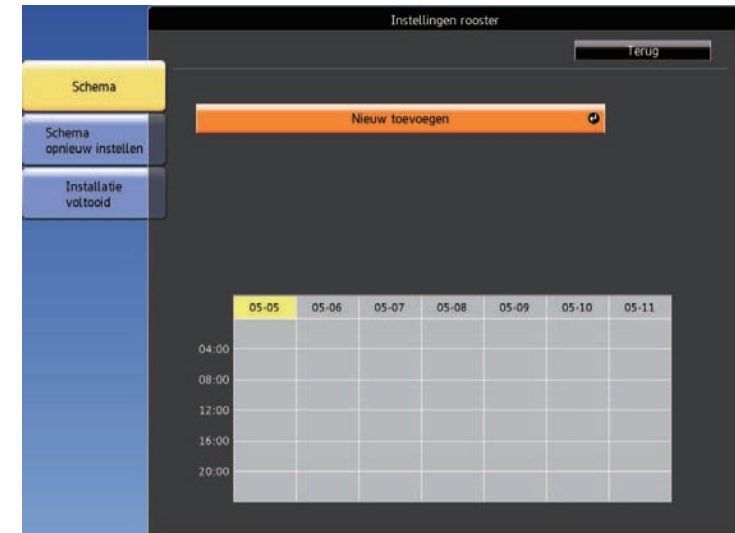 Instellingen rooster
Terug
Schema
Schema
opnieuw instellen
Installatie
voltooid
Nieuw toevoegen
05-05 05-06 05-07 05-08 05-09 05-10 05-11
04:00
08:00
12:00
16:00
20:00